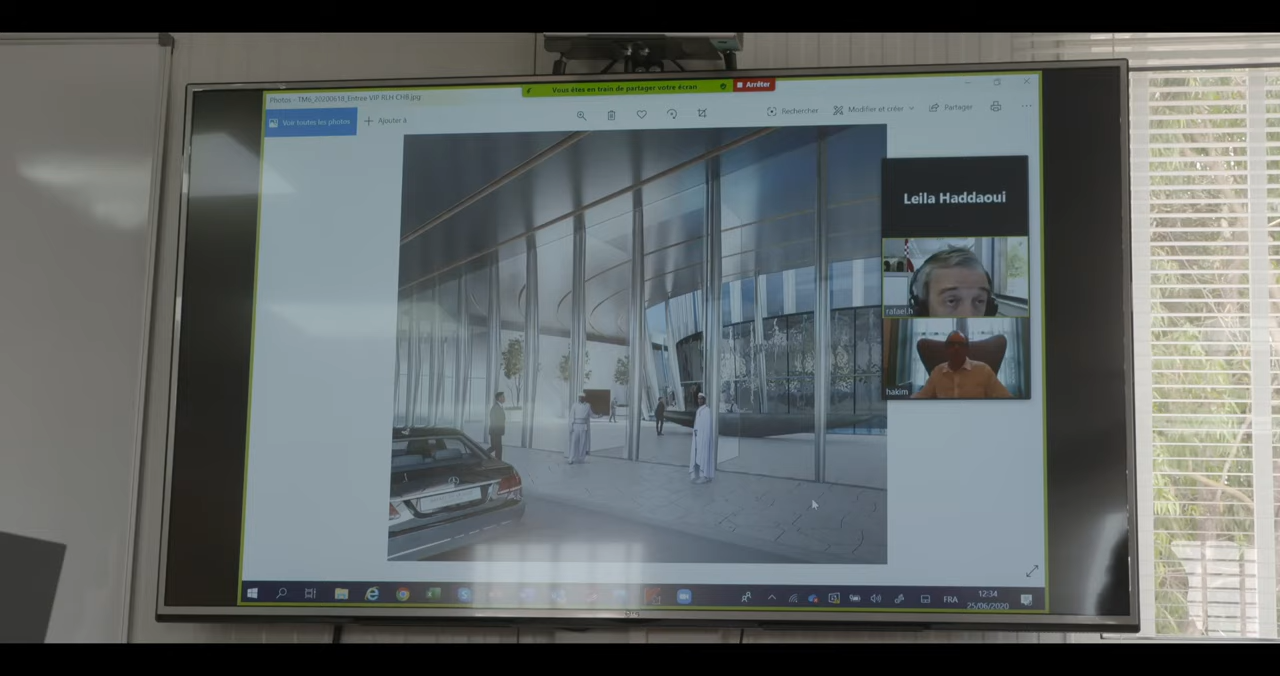 Vous êtes en train de partager votre écran
Arrêter
Photos - TM6_20200618_Entree VIP RLH CHB.jpg
Voir toutes les photos
Ajouter à
Rechercher
Modifier et créer
Partager
Leila Haddaoui
rafael.h
hakim
FRA
12:34
25/06/2020